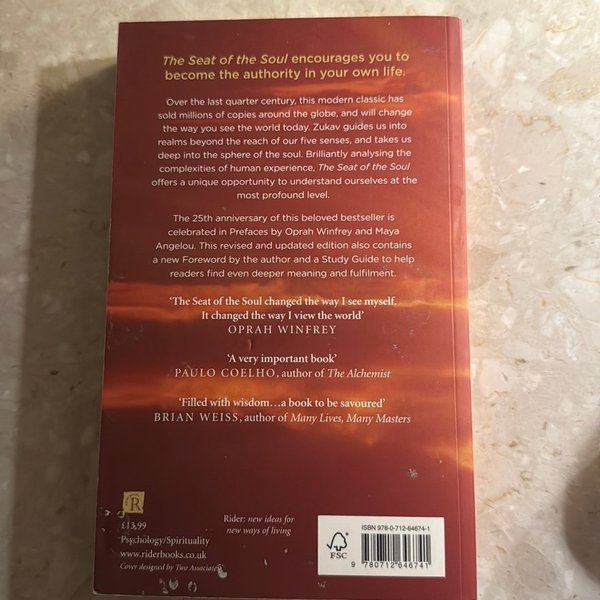 The Seat of the Soul encourages you to
become the authority in your own life.
Over the last quarter century, this modern classic has
sold millions of copies around the globe, and will change
the way you see the world today. Zukav guides us into
realms beyond the reach of our five senses, and takes us
deep into the sphere of the soul. Brilliantly analysing the
complexities of human experience, The Seat of the Soul
offers a unique opportunity to understand ourselves at the
most profound level.
The 25th anniversary of this beloved bestseller is
celebrated in Prefaces by Oprah Winfrey and Maya
Angelou. This revised and updated edition also contains
a new Foreword by the author and a Study Guide to help
readers find even deeper meaning and fulfilment.
‘The Seat of the Soul changed the way I see myself.
It changed the way I view the world’
OPRAH WINFREY
‘A very important book’
PAULO COELHO, author of The Alchemist
‘Filled with wisdom…a book to be savoured’
BRIAN WEISS, author of Many Lives, Many Masters
R
£13.99
Psychology/Spirituality
www.riderbooks.co.uk
Cover designed by Two Associates
Rider: new ideas for
new ways of living
FSC
ISBN 978-0-712-64674-1
9 780712 646741